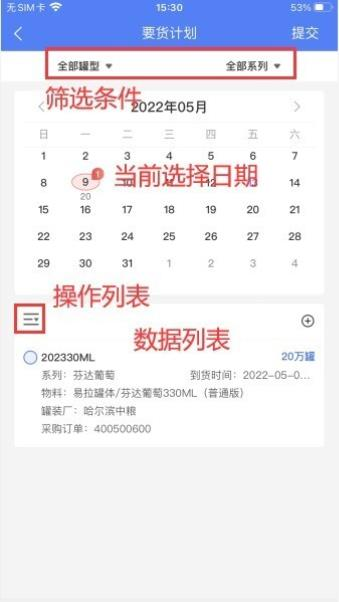 无SIM卡 15:30 53%
要货计划 提交
全部罐型 全部系列
筛选条件
2022年05月
日 一 二 三 四 五 六
1 2 3 4 5 6 7
8 9 1 12 13 14
20
当前选择日期
15 16 17 18 19 20 21
22 23 24 25 26 27 28
29 30 31 1 2 3 4
操作列表
数据列表
202330ML 20万罐
系列：芬达葡萄 到货时间：2022-05-0...
物料：易拉罐体/芬达葡萄330ML（普通版）
罐装厂：哈尔滨中粮
采购订单：400500600